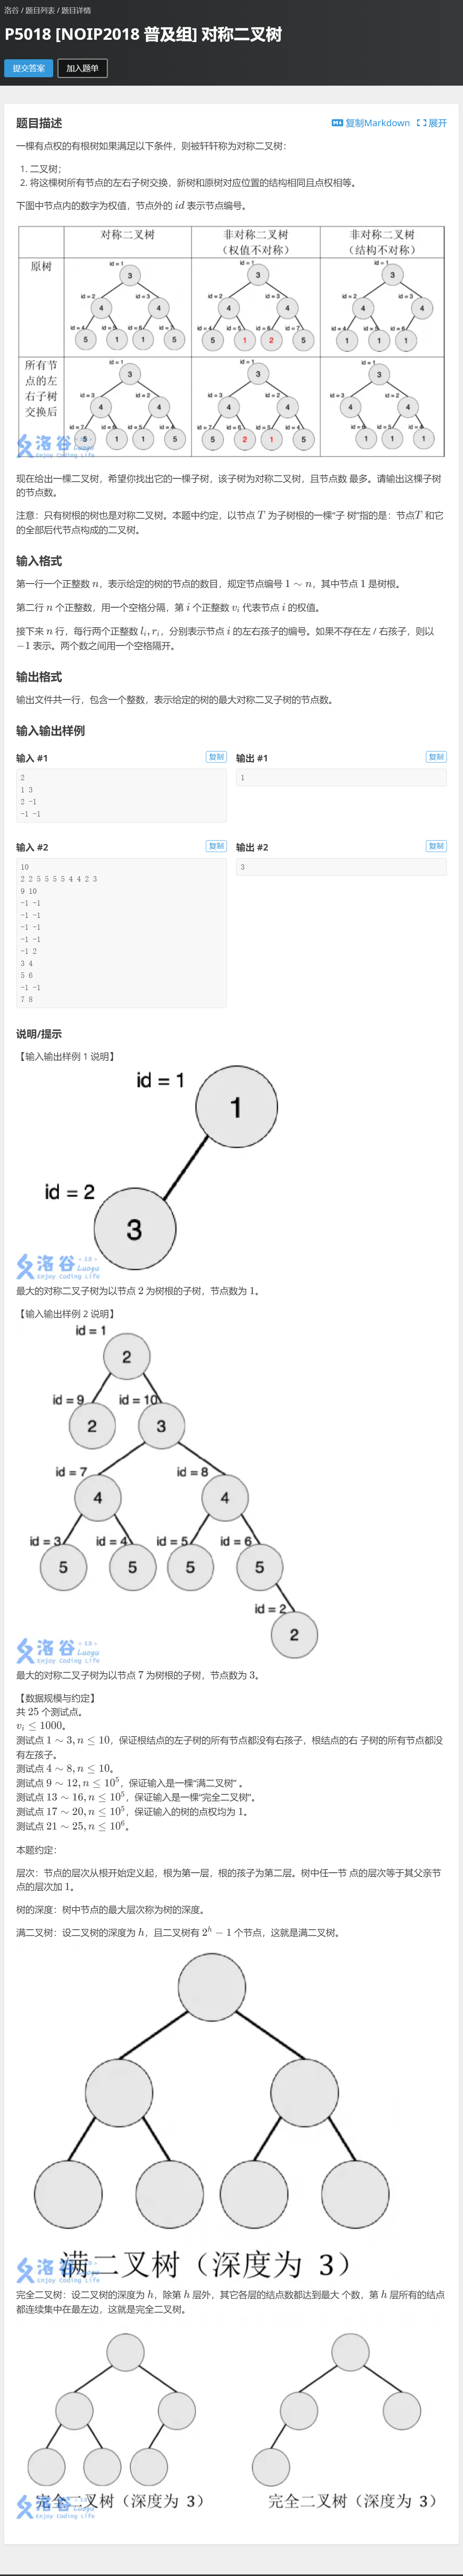 洛谷 / 题目列表 / 题目详情
P5018 [NOIP2018 普及组] 对称二叉树
提交答案 加入题单
题目描述 复制Markdown 展开
一棵有点权的有根树如果满足以下条件，则被轩轩称为对称二叉树：
1. 二叉树；
2. 将这棵树所有节点的左右子树交换，新树和原树对应位置的结构相同且点权相等。
下图中节点内的数字为权值，节点外的 id 表示节点编号。
对称二叉树 非对称二叉树（权值不对称） 非对称二叉树（结构不对称）
原树
id = 1 3 id = 2 4 id = 3 4 id = 4 5 id = 5 1 id = 6 1 id = 7 5
id = 1 3 id = 2 4 id = 3 4 id = 4 5 id = 5 1 id = 6 2 id = 7 5
id = 1 3 id = 2 4 id = 3 4 id = 4 1 id = 5 1 id = 6 1
所有节点的左右子树交换后
id = 1 3 id = 3 4 id = 2 4 id = 7 5 id = 6 1 id = 5 1 id = 4 5
id = 1 3 id = 3 4 id = 2 4 id = 7 5 id = 6 2 id = 5 1 id = 4 5
id = 1 3 id = 3 4 id = 2 4 id = 6 1 id = 5 1 id = 4 1
洛谷 Luogu
Enjoy Coding Life
现在给出一棵二叉树，希望你找出它的一棵子树，该子树为对称二叉树，且节点数 最多。请输出这棵子树
的节点数。
注意：只有树根的树也是对称二叉树。本题中约定，以节点 T 为子树根的一棵“子 树”指的是：节点T 和它
的全部后代节点构成的二叉树。
输入格式
第一行一个正整数 n，表示给定的树的节点的数目，规定节点编号 1 ∼ n，其中节点 1 是树根。
第二行 n 个正整数，用一个空格分隔，第 i 个正整数 vi 代表节点 i 的权值。
接下来 n 行，每行两个正整数 li, ri，分别表示节点 i 的左右孩子的编号。如果不存在左 / 右孩子，则以
−1 表示。两个数之间用一个空格隔开。
输出格式
输出文件共一行，包含一个整数，表示给定的树的最大对称二叉子树的节点数。
输入输出样例
输入 #1 复制 输出 #1 复制
2
1 3
2 -1
-1 -1
1
输入 #2 复制 输出 #2 复制
10
2 2 5 5 5 5 4 4 2 3
9 10
-1 -1
-1 -1
-1 -1
-1 -1
-1 2
3 4
5 6
-1 -1
7 8
3
说明/提示
【输入输出样例 1 说明】
id = 1
1
id = 2
3
洛谷 Luogu
Enjoy Coding Life
最大的对称二叉子树为以节点 2 为树根的子树，节点数为 1。
【输入输出样例 2 说明】
id = 1
2
id = 9 id = 10
2 3
id = 7 id = 8
4 4
id = 3 id = 4 id = 5 id = 6
5 5 5 5
id = 2
2
洛谷 Luogu
Enjoy Coding Life
最大的对称二叉子树为以节点 7 为树根的子树，节点数为 3。
【数据规模与约定】
共 25 个测试点。
vi ≤ 1000。
测试点 1 ∼ 3, n ≤ 10，保证根结点的左子树的所有节点都没有右孩子，根结点的右 子树的所有节点都没
有左孩子。
测试点 4 ∼ 8, n ≤ 10。
测试点 9 ∼ 12, n ≤ 10^5，保证输入是一棵“满二叉树” 。
测试点 13 ∼ 16, n ≤ 10^5，保证输入是一棵“完全二叉树”。
测试点 17 ∼ 20, n ≤ 10^5，保证输入的树的点权均为 1。
测试点 21 ∼ 25, n ≤ 10^6。
本题约定：
层次：节点的层次从根开始定义起，根为第一层，根的孩子为第二层。树中任一节 点的层次等于其父亲节
点的层次加 1。
树的深度：树中节点的最大层次称为树的深度。
满二叉树：设二叉树的深度为 h，且二叉树有 2^h − 1 个节点，这就是满二叉树。
满二叉树（深度为 3）
洛谷 Luogu
Enjoy Coding Life
完全二叉树：设二叉树的深度为 h，除第 h 层外，其它各层的结点数都达到最大 个数，第 h 层所有的结点
都连续集中在最左边，这就是完全二叉树。
完全二叉树（深度为 3） 完全二叉树（深度为 3）
洛谷 Luogu
Enjoy Coding Life